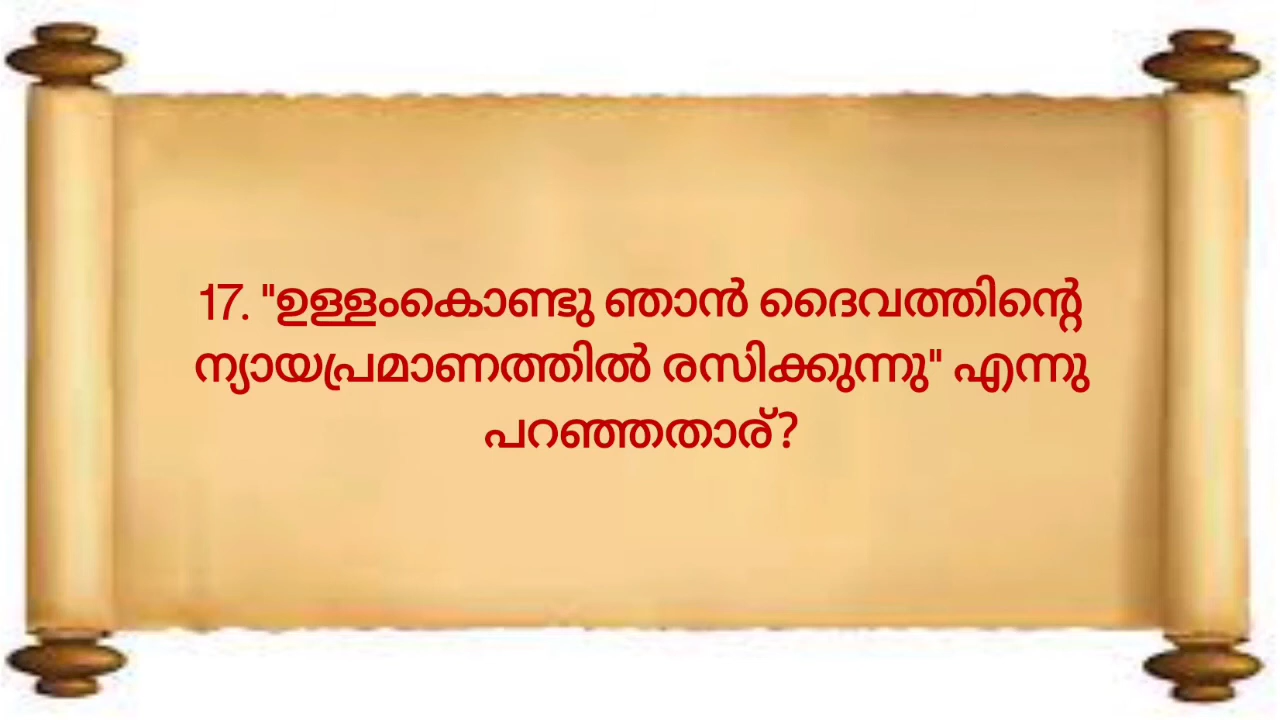 17. "ഉള്ളംകൊണ്ടു ഞാൻ ദൈവത്തിന്റെ
ന്യായപ്രമാണത്തിൽ രസിക്കുന്നു" എന്നു
പറഞ്ഞതാര്?